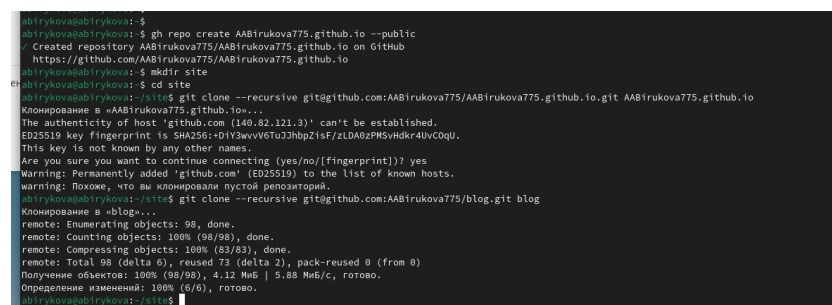 abirykova@abirykova:~$
abirykova@abirykova:~$ gh repo create AABirukova775.github.io --public
✓ Created repository AABirukova775/AABirukova775.github.io on GitHub
https://github.com/AABirukova775/AABirukova775.github.io
abirykova@abirykova:~$ mkdir site
abirykova@abirykova:~$ cd site
abirykova@abirykova:~/site$ git clone --recursive git@github.com:AABirukova775/AABirukova775.github.io.git AABirukova775.github.io
Клонирование в «AABirukova775.github.io»...
The authenticity of host 'github.com (140.82.121.3)' can't be established.
ED25519 key fingerprint is SHA256:+DiY3wvvV6TuJJhbpZisF/zLDA0zPMSvHdkr4UvCOqU.
This key is not known by any other names.
Are you sure you want to continue connecting (yes/no/[fingerprint])? yes
Warning: Permanently added 'github.com' (ED25519) to the list of known hosts.
warning: Похоже, что вы клонировали пустой репозиторий.
abirykova@abirykova:~/site$ git clone --recursive git@github.com:AABirukova775/blog.git blog
Клонирование в «blog»...
remote: Enumerating objects: 98, done.
remote: Counting objects: 100% (98/98), done.
remote: Compressing objects: 100% (83/83), done.
remote: Total 98 (delta 6), reused 73 (delta 2), pack-reused 0 (from 0)
Получение объектов: 100% (98/98), 4.12 МиБ | 5.88 МиБ/с, готово.
Определение изменений: 100% (6/6), готово.
abirykova@abirykova:~/site$